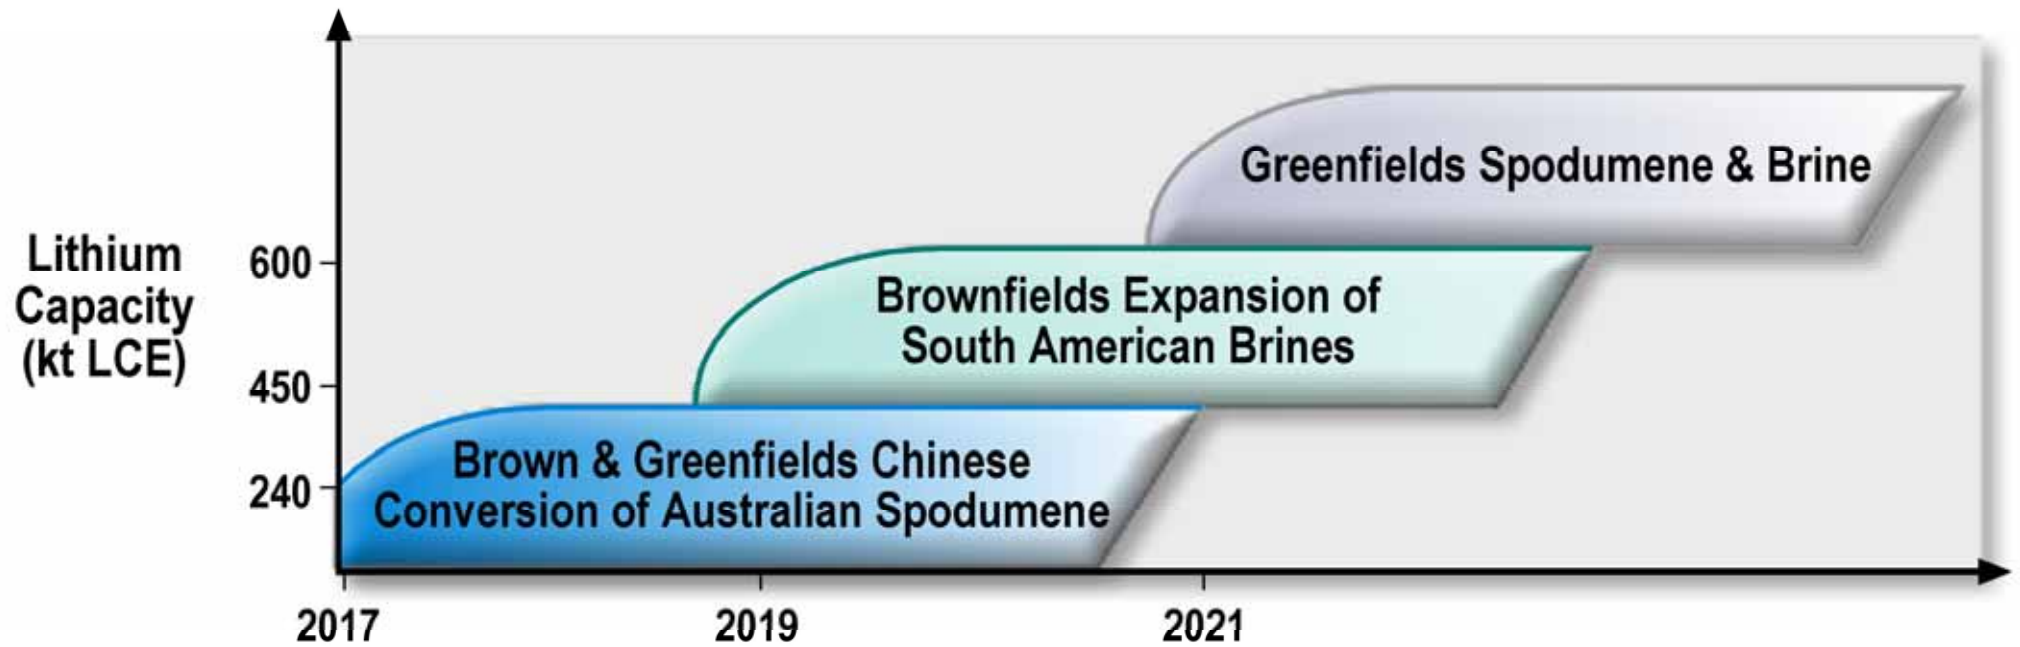 Lithium
Capacity
(kt LCE)
600
450
240
Greenfields Spodumene & Brine
Brownfields Expansion of
South American Brines
Brown & Greenfields Chinese
Conversion of Australian Spodumene
2017
2019
2021